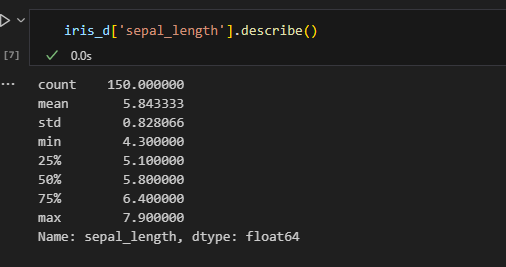 iris_d['sepal_length'].describe()
[7]
0.0s
...
count    150.000000
mean       5.843333
std        0.828066
min        4.300000
25%        5.100000
50%        5.800000
75%        6.400000
max        7.900000
Name: sepal_length, dtype: float64